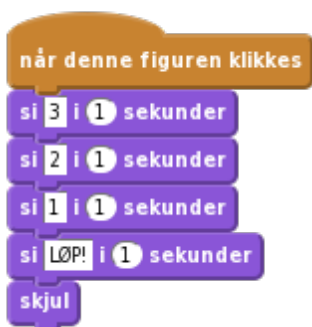 når denne figuren klikkes
si 3 i 1 sekunder
si 2 i 1 sekunder
si 1 i 1 sekunder
si LØP! i 1 sekunder
skjul